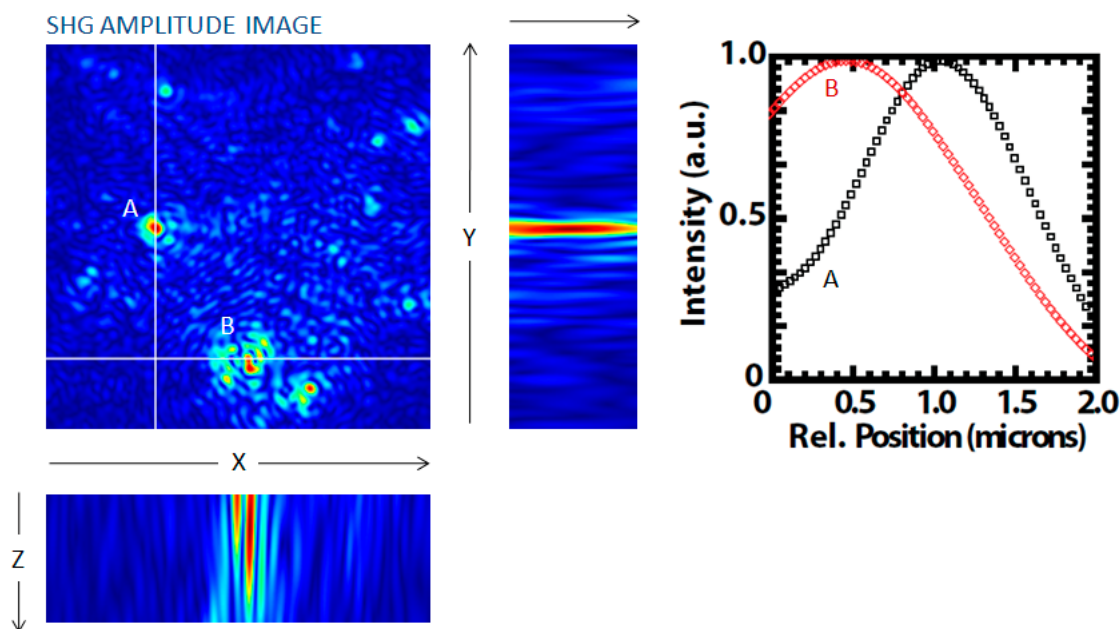 SHG AMPLITUDE IMAGE
A
B
Y
X
Z
1.0
0.5
0
B
A
Intensity (a.u.)
0 0.5 1.0 1.5 2.0
Rel. Position (microns)